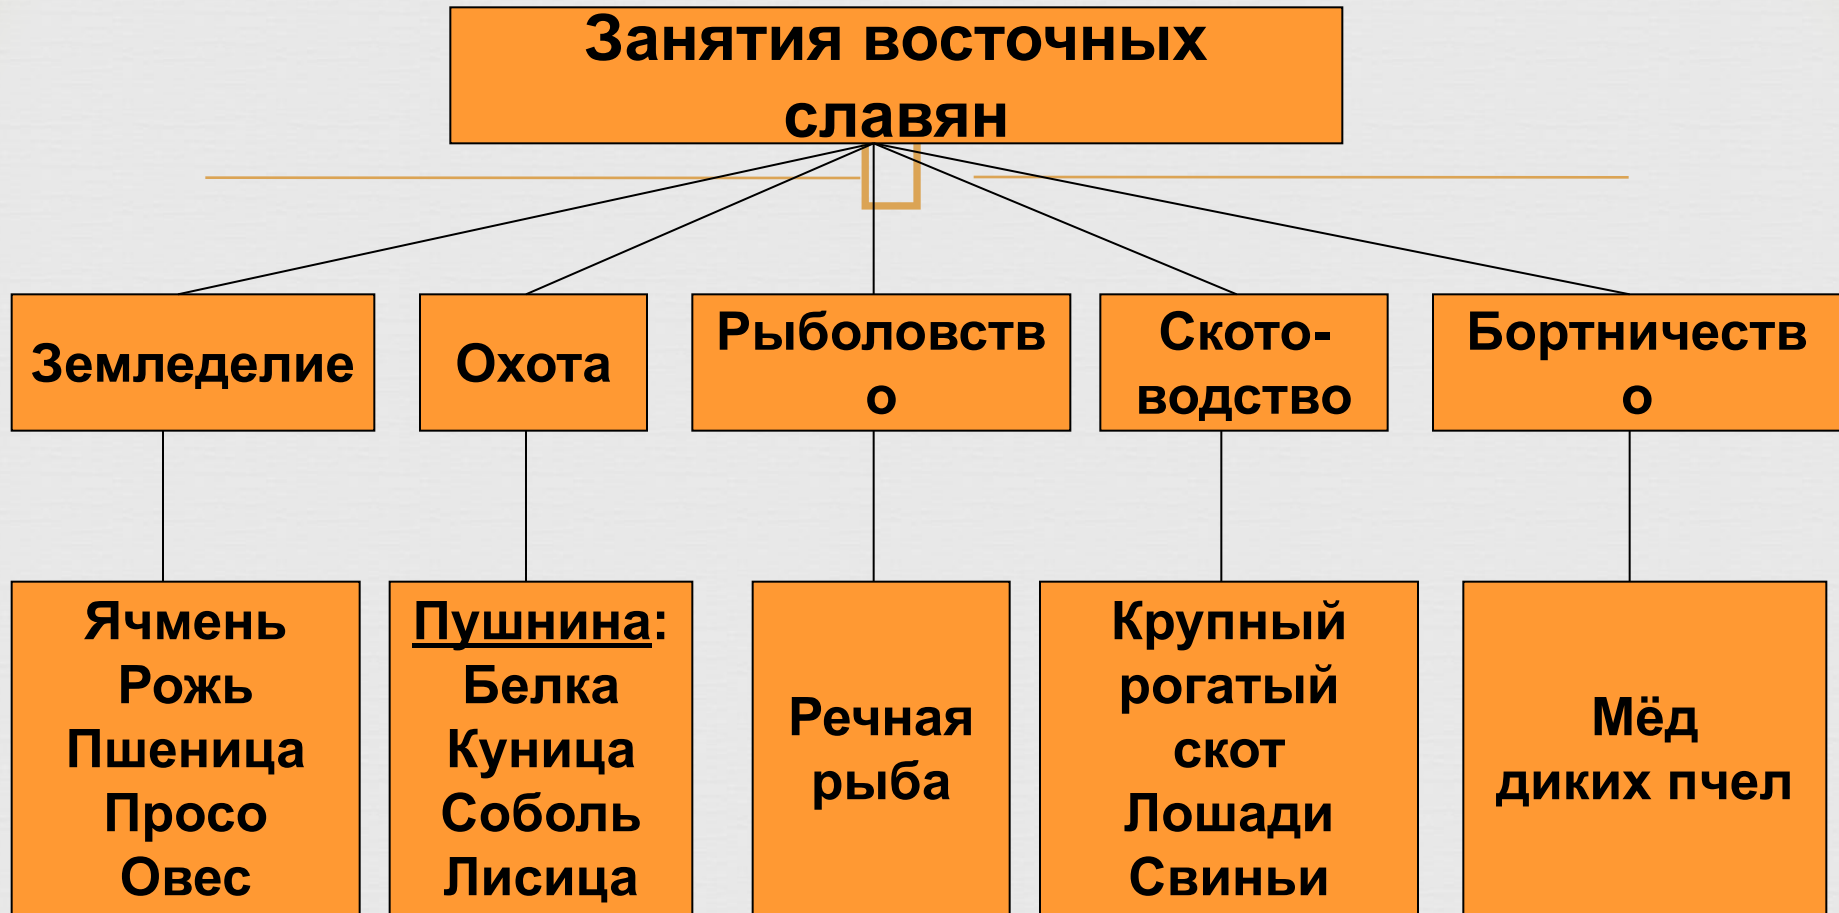 Занятия восточных
славян
Земледелие
Охота
Рыболовств
о
Ското-
водство
Бортничеств
о
Ячмень
Рожь
Пшеница
Просо
Овес
Пушнина:
Белка
Куница
Соболь
Лисица
Речная
рыба
Крупный
рогатый
скот
Лошади
Свиньи
Мёд
диких пчел